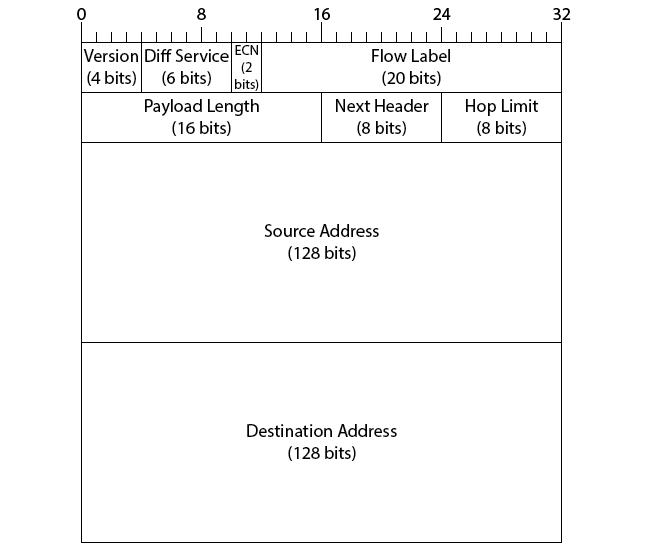 0 8 16 24 32
Version
(4 bits)
Diff Service
(6 bits)
ECN
(2
bits)
Flow Label
(20 bits)
Payload Length
(16 bits)
Next Header
(8 bits)
Hop Limit
(8 bits)
Source Address
(128 bits)
Destination Address
(128 bits)